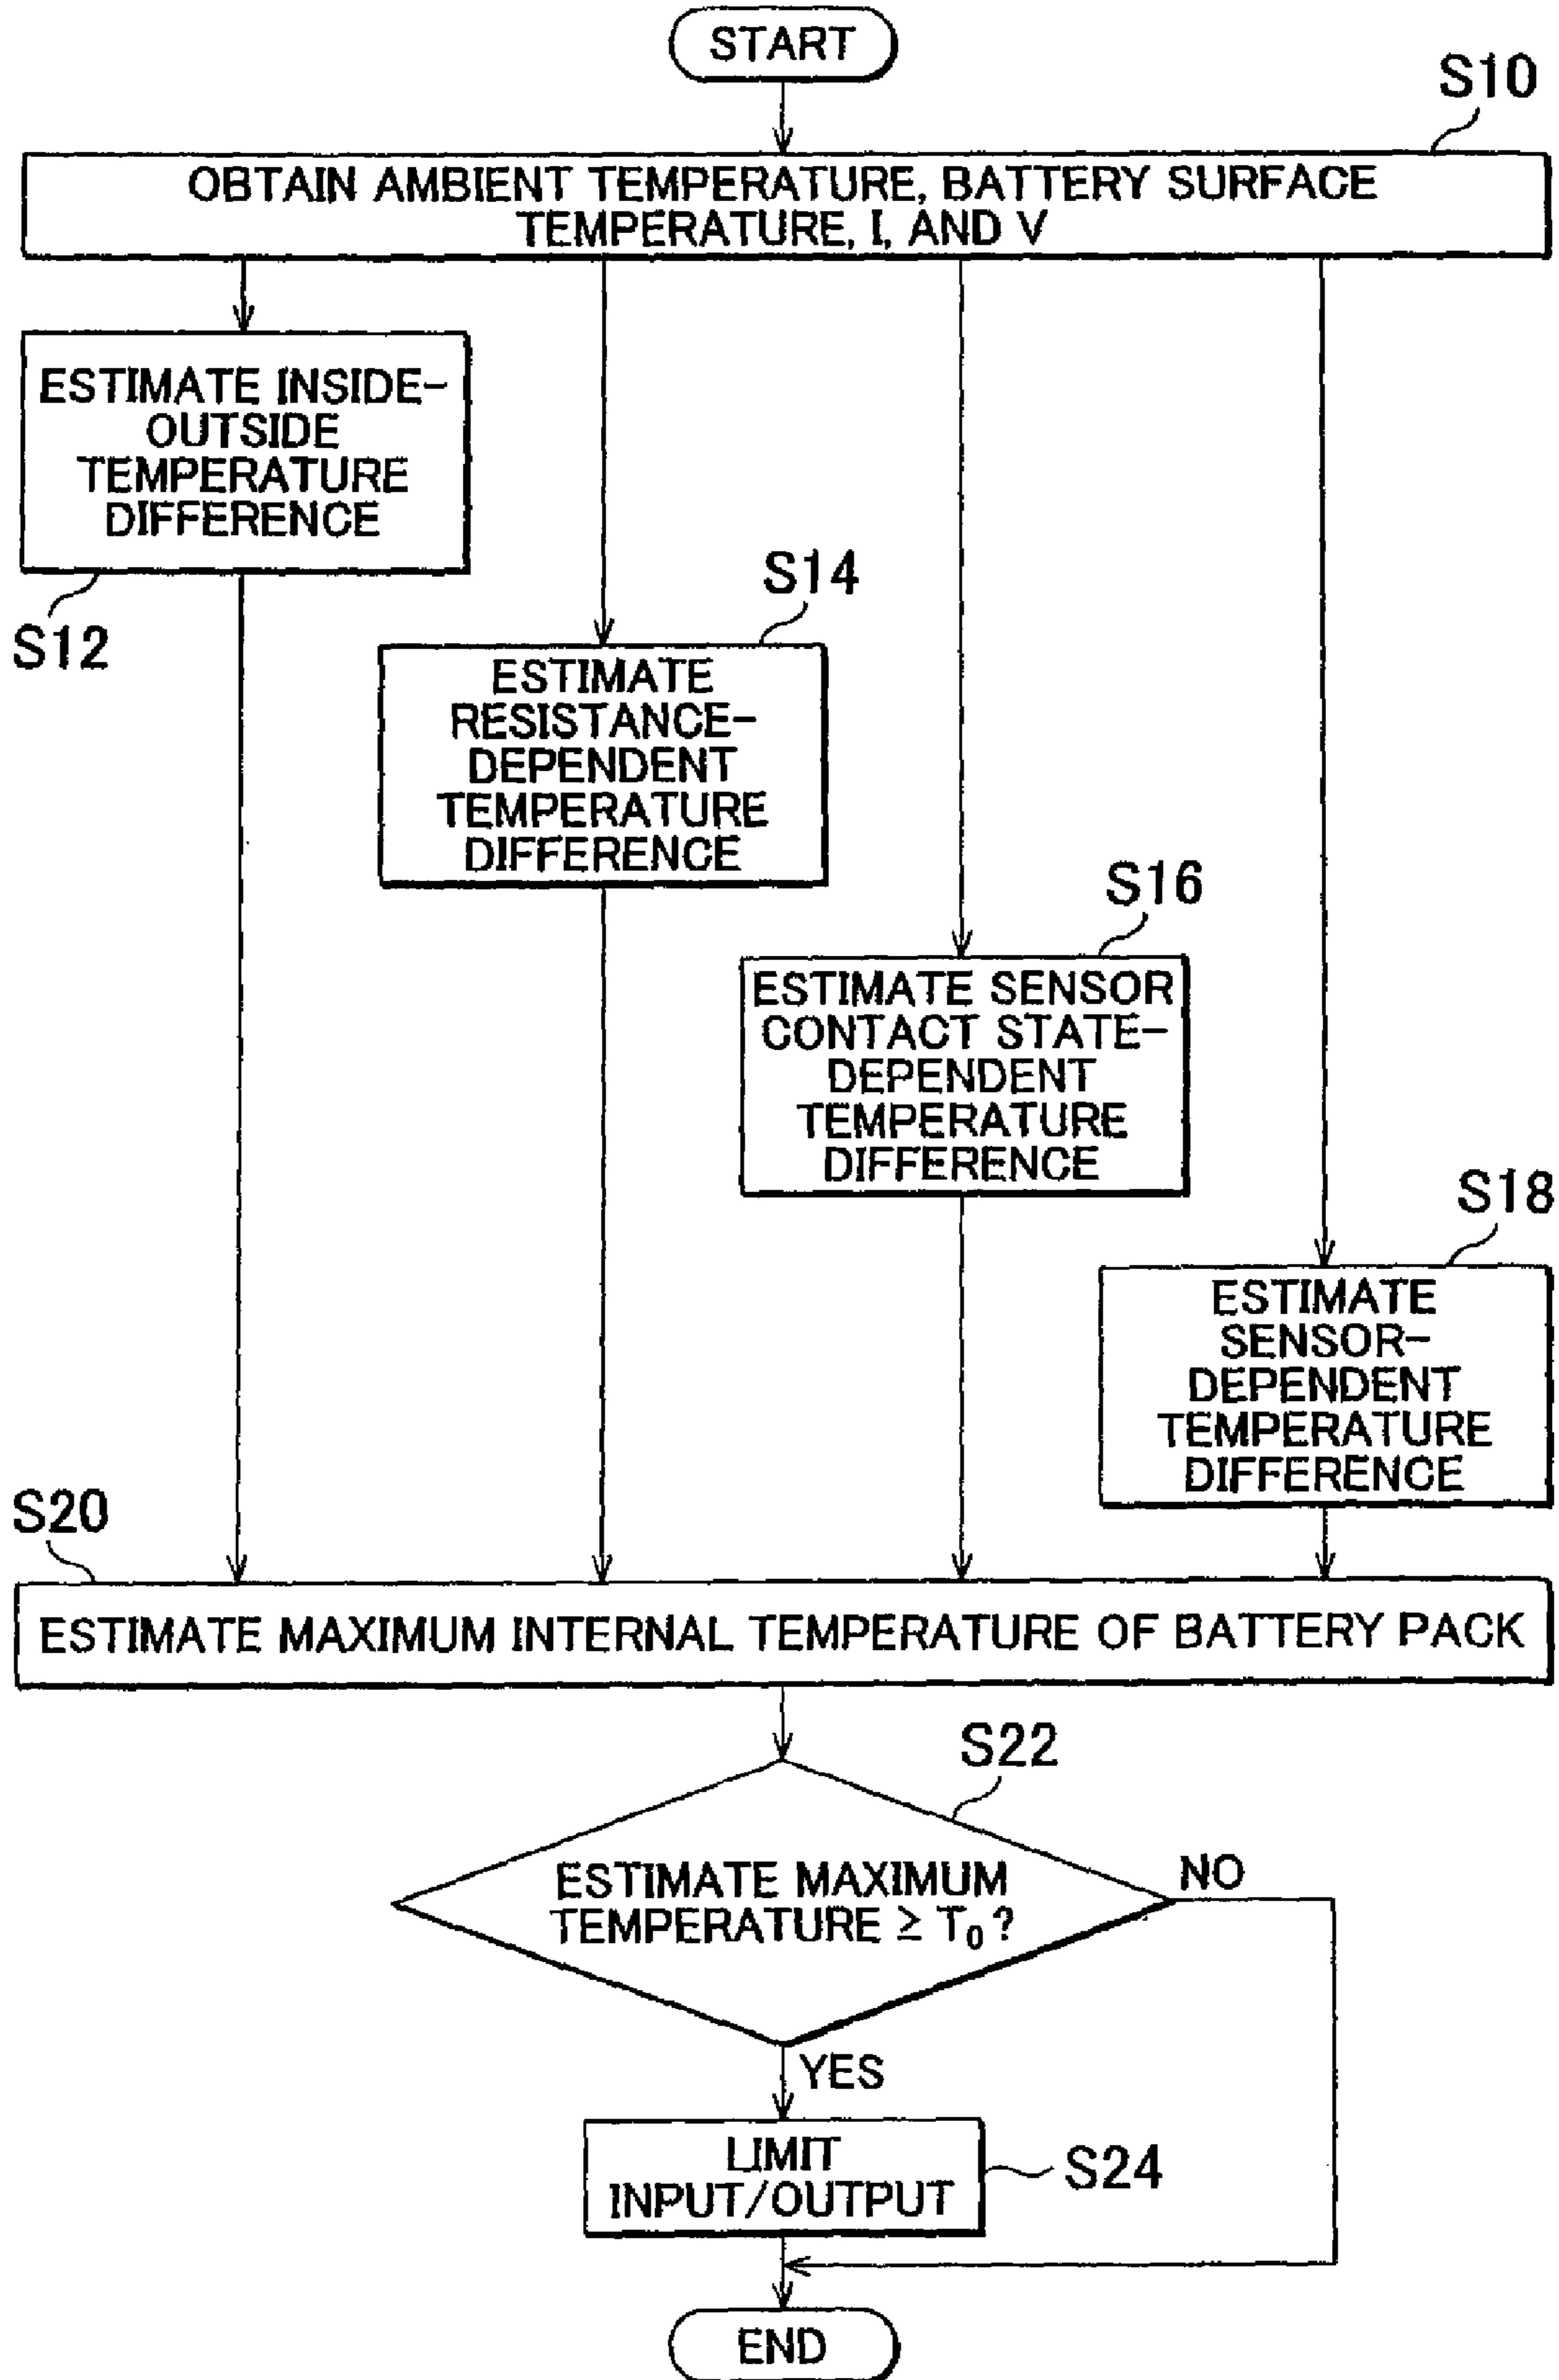 START
S10
OBTAIN AMBIENT TEMPERATURE, BATTERY SURFACE
TEMPERATURE, I, AND V
ESTIMATE INSIDE-
OUTSIDE
TEMPERATURE
DIFFERENCE
S12
S14
ESTIMATE
RESISTANCE-
DEPENDENT
TEMPERATURE
DIFFERENCE
S16
ESTIMATE SENSOR
CONTACT STATE-
DEPENDENT
TEMPERATURE
DIFFERENCE
S18
ESTIMATE
SENSOR-
DEPENDENT
TEMPERATURE
DIFFERENCE
S20
ESTIMATE MAXIMUM INTERNAL TEMPERATURE OF BATTERY PACK
S22
ESTIMATE MAXIMUM
TEMPERATURE ≥ T₀?
NO
YES
LIMIT
INPUT/OUTPUT
S24
END